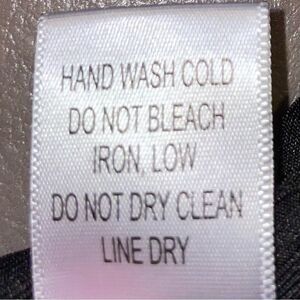 HAND WASH COLD
DO NOT BLEACH
IRON, LOW
DO NOT DRY CLEAN
LINE DRY